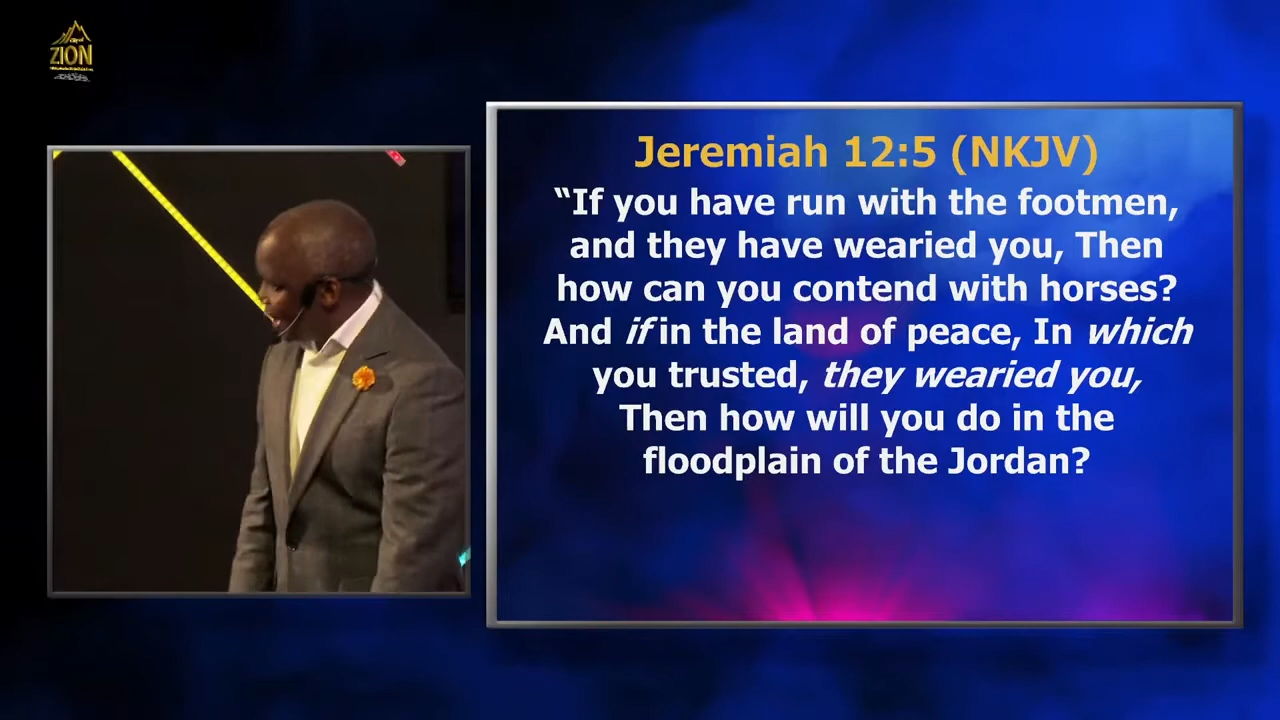 City of
ZION
Jeremiah 12:5 (NKJV)
“If you have run with the footmen,
and they have wearied you, Then
how can you contend with horses?
And if in the land of peace, In which
you trusted, they wearied you,
Then how will you do in the
floodplain of the Jordan?